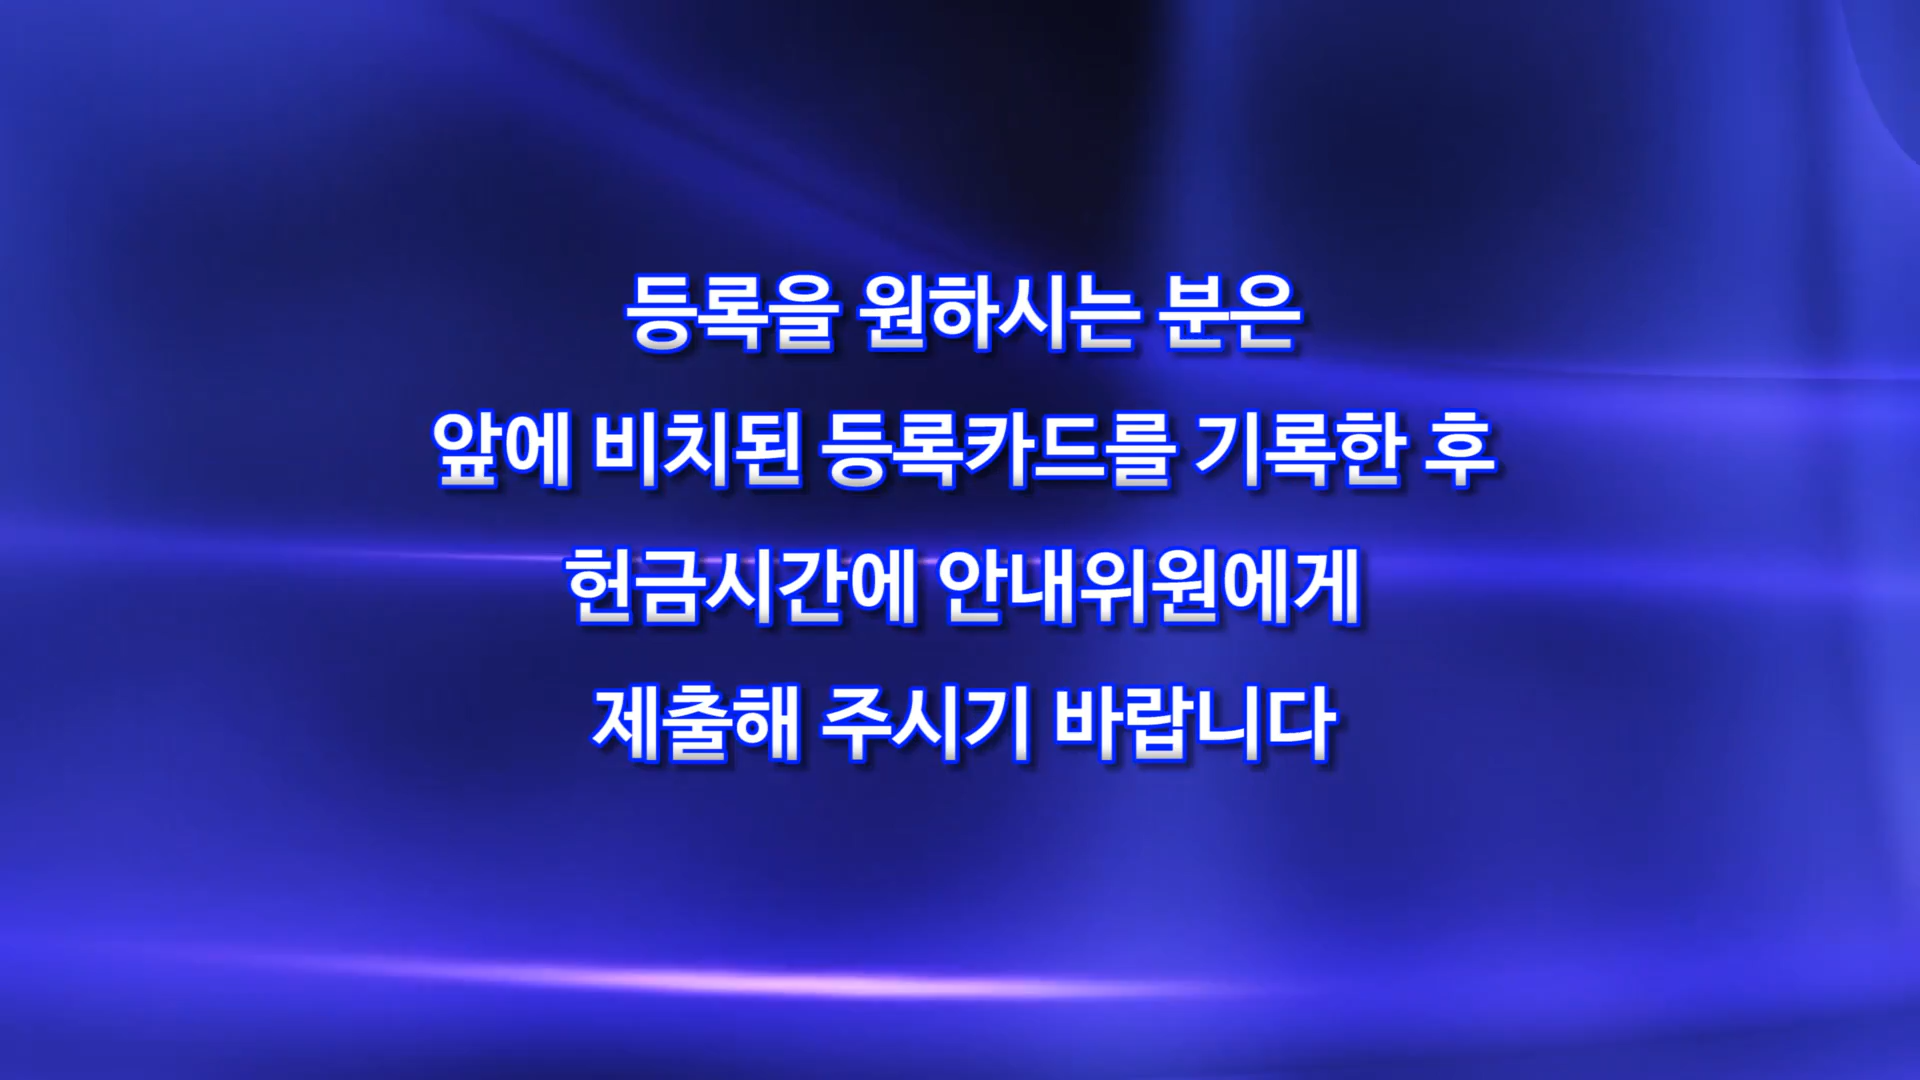 등록을 원하시는 분은
앞에 비치된 등록카드를 기록한 후
헌금시간에 안내위원에게
제출해 주시기 바랍니다